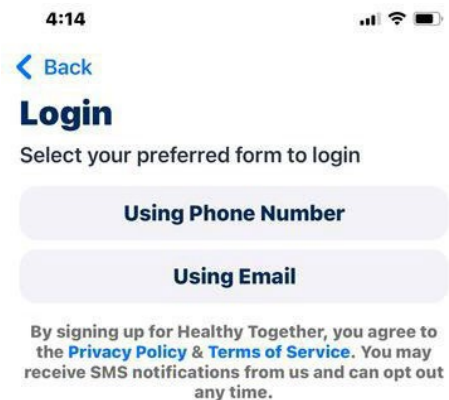 4:14
Back
Login
Select your preferred form to login
Using Phone Number
Using Email
By signing up for Healthy Together, you agree to
the Privacy Policy & Terms of Service. You may
receive SMS notifications from us and can opt out
any time.